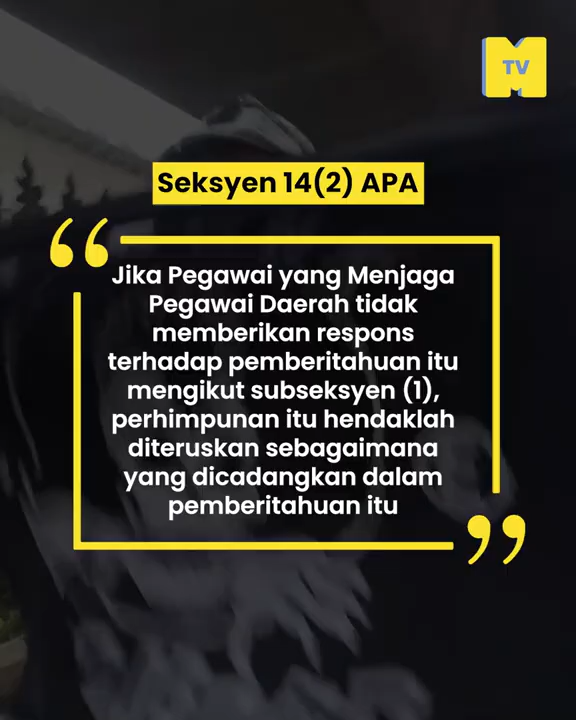 M
TV
Seksyen 14(2) APA
“
Jika Pegawai yang Menjaga
Pegawai Daerah tidak
memberikan respons
terhadap pemberitahuan itu
mengikut subseksyen (1),
perhimpunan itu hendaklah
diteruskan sebagaimana
yang dicadangkan dalam
pemberitahuan itu
”